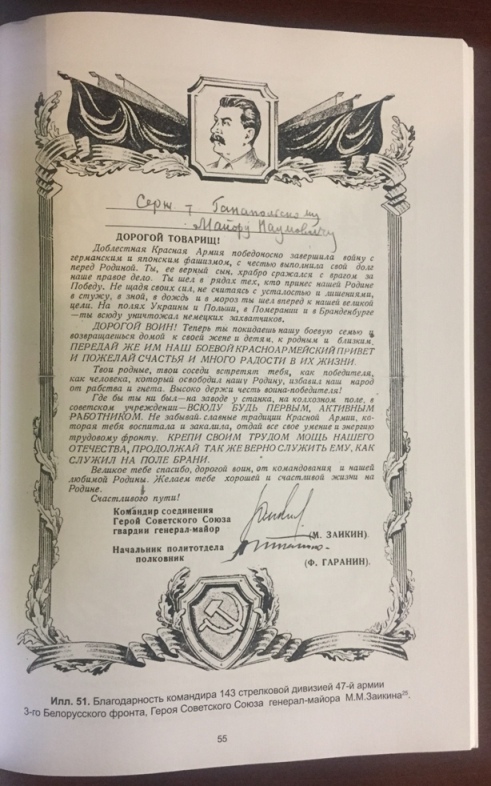 Серж-т Ганапольскому
Майору Наумовичу
ДОРОГОЙ ТОВАРИЩ!
Доблестная Красная Армия победоносно завершила войну с
германским и японским фашизмом, с честью выполнила свой долг
перед Родиной. Ты, ее верный сын, храбро сражался с врагом за
наше правое дело. Ты шел в рядах тех, кто принес нашей Родине
Победу. Не щадя своих сил, не считаясь с усталостью и лишениями,
в стужу, в зной, в дождь и в мороз ты шел вперед к нашей великой
цели. На полях Украины и Польши, в Померании и в Бранденбурге
—ты всюду уничтожал немецких захватчиков.
ДОРОГОЙ ВОИН! Теперь ты покидаешь нашу боевую семью и
возвращаешься домой к своей жене и детям, к родным и близким,
ПЕРЕДАЙ ЖЕ ИМ НАШ БОЕВОЙ КРАСНОАРМЕЙСКИЙ ПРИВЕТ
И ПОЖЕЛАЙ СЧАСТЬЯ И МНОГО РАДОСТИ В ИХ ЖИЗНИ.
Твои родные, твои соседи встретят тебя, как победителя,
как человека, который освободил нашу Родину, избавил наш народ
от рабства и гнета. Высоко держи честь воина-победителя!
Где бы ты ни был—на заводе у станка, на колхозном поле, в
советском учреждении—ВСЮДУ БУДЬ ПЕРВЫМ, АКТИВНЫМ
РАБОТНИКОМ. Не забывай славные традиции Красной Армии, ко-
торая тебя воспитала и закалила, отдай все свое умение и энергию
трудовому фронту. КРЕПИ СВОИМ ТРУДОМ МОЩЬ НАШЕГО
ОТЕЧЕСТВА, ПРОДОЛЖАЙ ТАК ЖЕ ВЕРНО СЛУЖИТЬ ЕМУ, КАК
СЛУЖИЛ НА ПОЛЕ БРАНИ.
Великое тебе спасибо, дорогой воин, от командования и нашей
любимой Родины. Желаем тебе хорошей и счастливой жизни на
Родине.
Счастливого пути!
Командир соединения
Герой Советского Союза
гвардии генерал-майор
(М. ЗАИКИН).
Начальник политотдела
полковник
(Ф. ГАРАНИН).
Илл. 51. Благодарность командира 143 стрелковой дивизией 47-й армии
3-го Белорусского фронта, Героя Советского Союза генерал-майора М.М.Заикина²⁶.
55